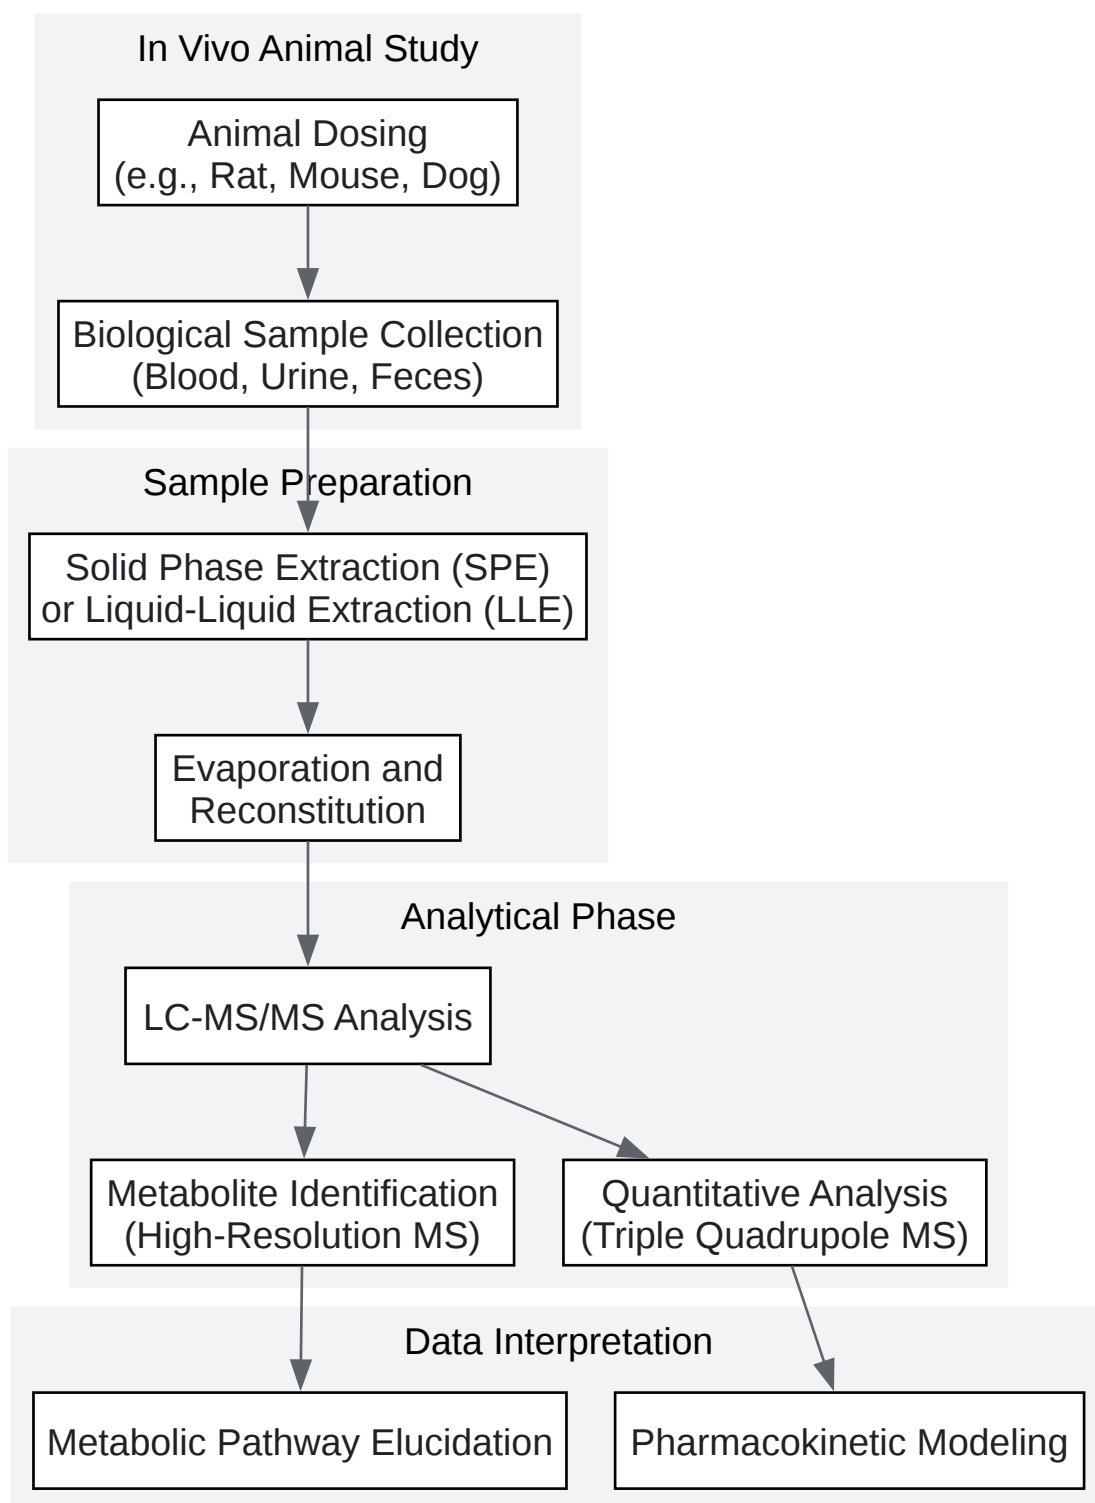 In Vivo Animal Study
Animal Dosing
(e.g., Rat, Mouse, Dog)
Biological Sample Collection
(Blood, Urine, Feces)
Sample Preparation
Solid Phase Extraction (SPE)
or Liquid-Liquid Extraction (LLE)
Evaporation and
Reconstitution
Analytical Phase
LC-MS/MS Analysis
Metabolite Identification
(High-Resolution MS)
Quantitative Analysis
(Triple Quadrupole MS)
Data Interpretation
Metabolic Pathway Elucidation
Pharmacokinetic Modeling